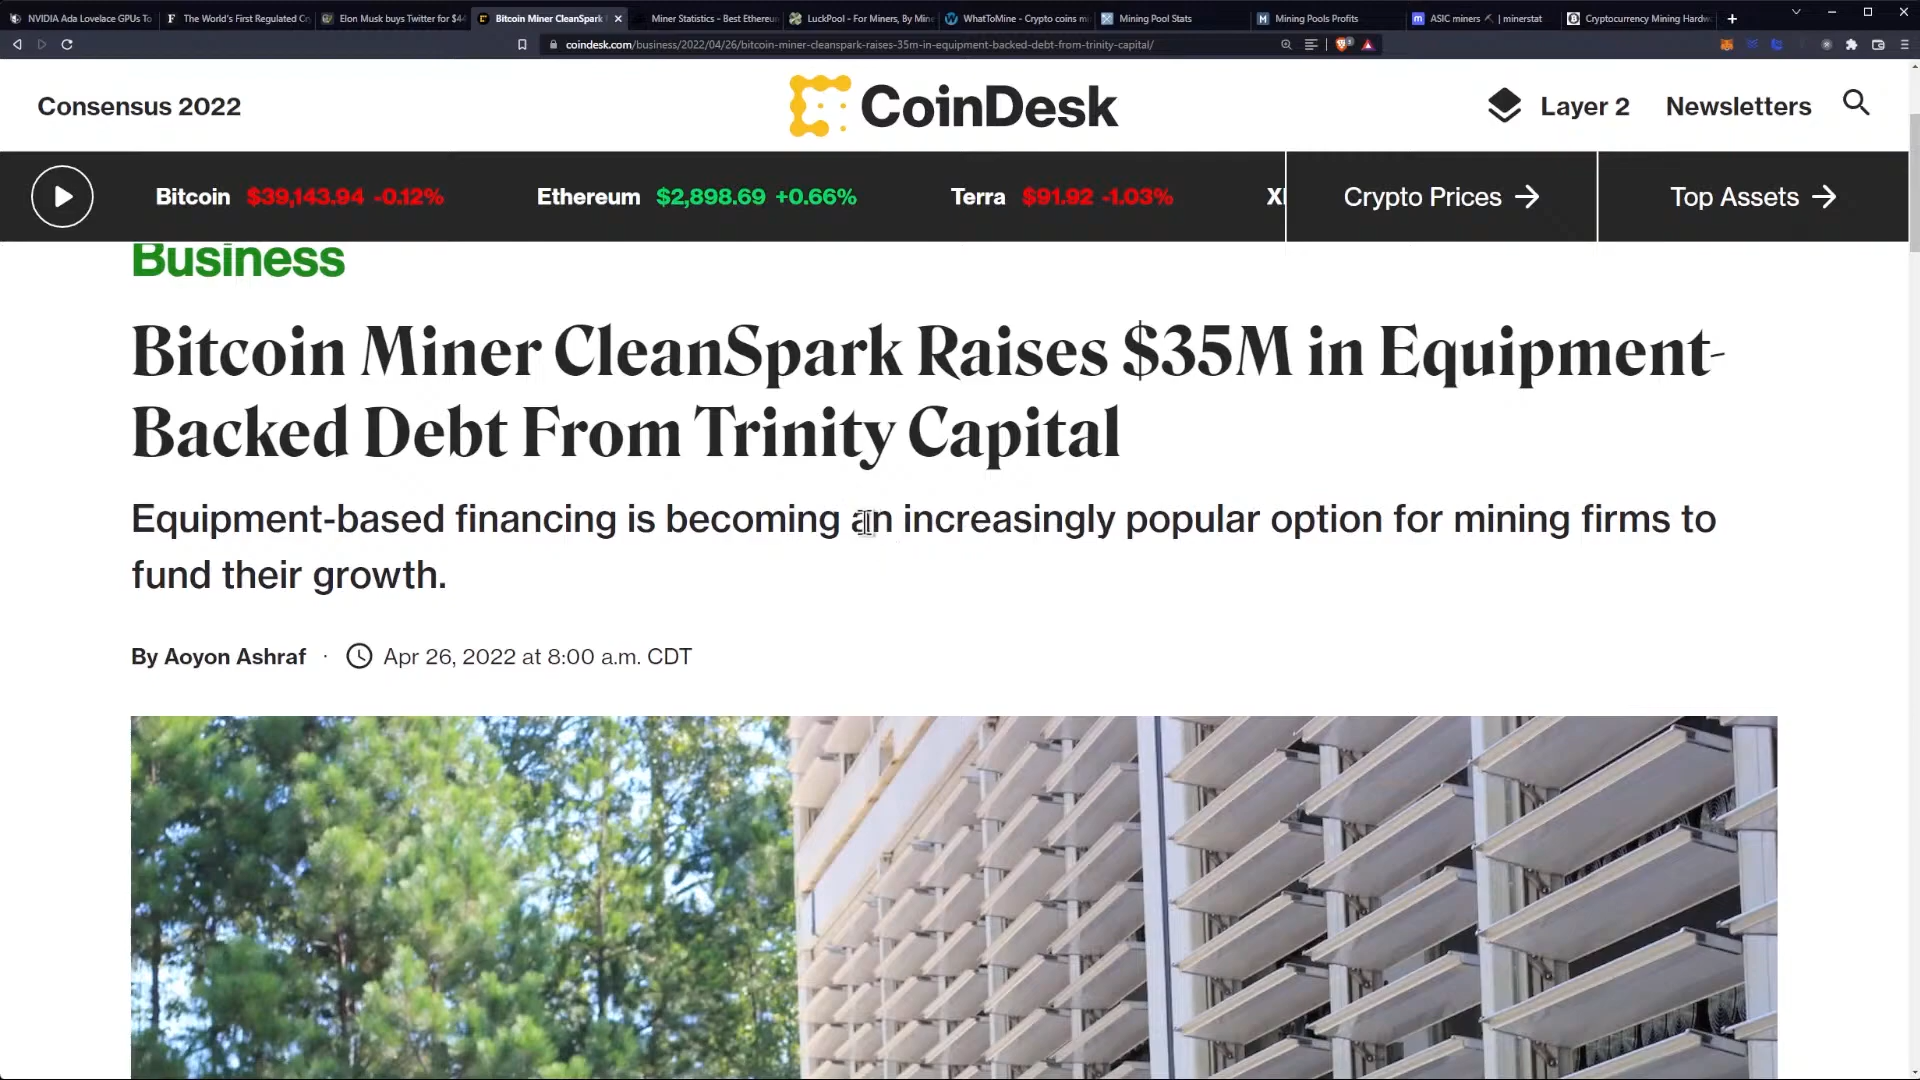 NVIDIA Ada Lovelace GPUs To
The World's First Regulated Cr
Elon Musk buys Twitter for $44
Bitcoin Miner CleanSpark
Miner Statistics - Best Ethereu
LuckPool - For Miners, By Mine
WhatToMine - Crypto coins mi
Mining Pool Stats
Mining Pools Profits
ASIC miners ⛏ | minerstat
Cryptocurrency Mining Hardw
coindesk.com/business/2022/04/26/bitcoin-miner-cleanspark-raises-35m-in-equipment-backed-debt-from-trinity-capital/
Consensus 2022
CoinDesk
Layer 2
Newsletters
Bitcoin $39,143.94 -0.12%
Ethereum $2,898.69 +0.66%
Terra $91.92 -1.03%
Crypto Prices →
Top Assets →
Business
Bitcoin Miner CleanSpark Raises $35M in Equipment-
Backed Debt From Trinity Capital
Equipment-based financing is becoming an increasingly popular option for mining firms to
fund their growth.
By Aoyon Ashraf · Apr 26, 2022 at 8:00 a.m. CDT